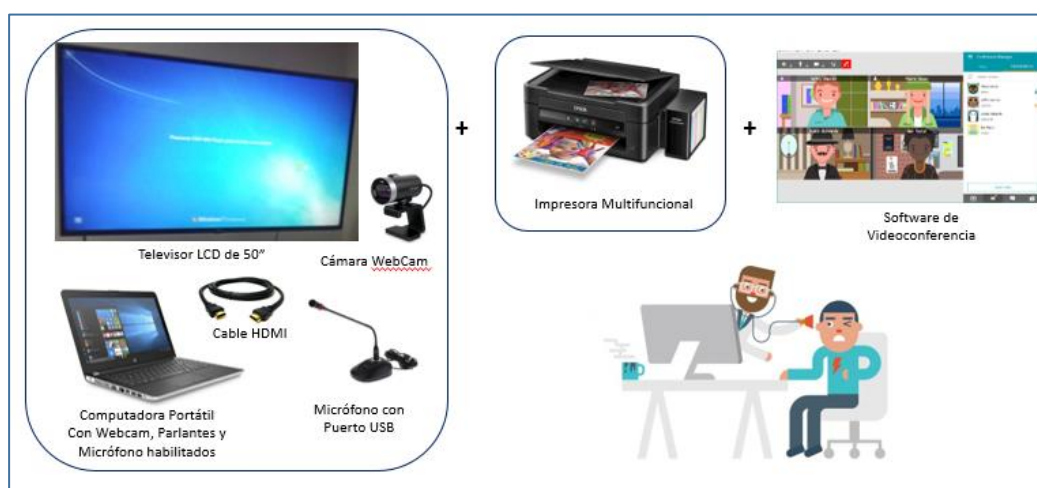 +
+
EPSON
Televisor LCD de 50"
Cámara WebCam
Impresora Multifuncional
Software de
Videoconferencia
Cable HDMI
Computadora Portátil
Con Webcam, Parlantes y
Micrófono habilitados
Micrófono con
Puerto USB